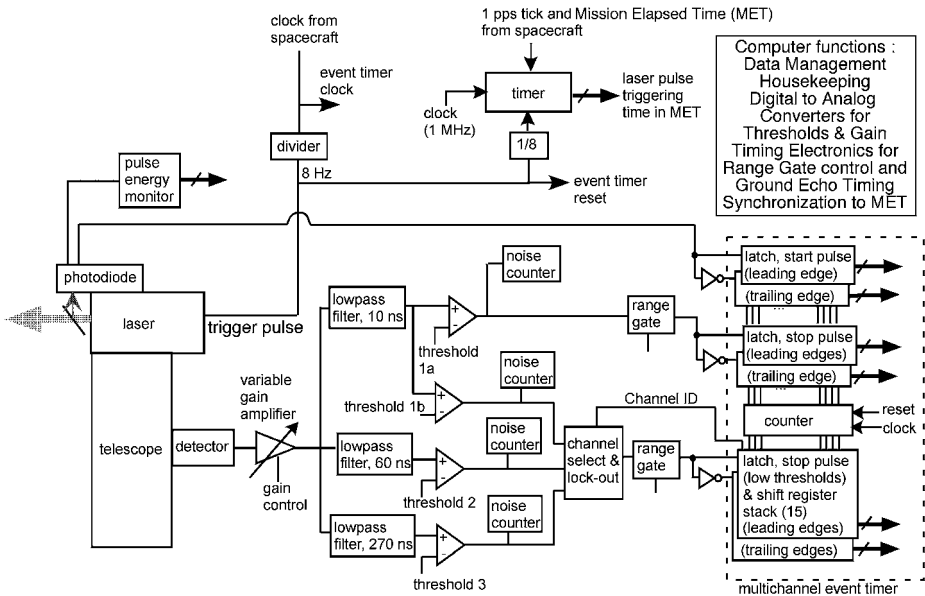 clock from
spacecraft
1 pps tick and Mission Elapsed Time (MET)
from spacecraft
event timer
clock
timer
laser pulse
triggering
time in MET
clock
(1 MHz)
Computer functions :
Data Management
Housekeeping
Digital to Analog
Converters for
Thresholds & Gain
Timing Electronics for
Range Gate control and
Ground Echo Timing
Synchronization to MET
divider
1/8
8 Hz
pulse
energy
monitor
event timer
reset
photodiode
laser
trigger pulse
telescope
detector
variable
gain
amplifier
gain
control
lowpass
filter, 10 ns
+
-
threshold
1a
noise
counter
range
gate
threshold 1b
+
-
noise
counter
lowpass
filter, 60 ns
+
-
threshold 2
noise
counter
lowpass
filter, 270 ns
+
-
threshold 3
noise
counter
channel
select &
lock-out
Channel ID
range
gate
latch, start pulse
(leading edge)
(trailing edge)
...
latch, stop pulse
(leading edges)
(trailing edge)
...
counter
reset
clock
latch, stop pulse
(low thresholds)
& shift register
stack (15)
(leading edges)
(trailing edges)
multichannel event timer